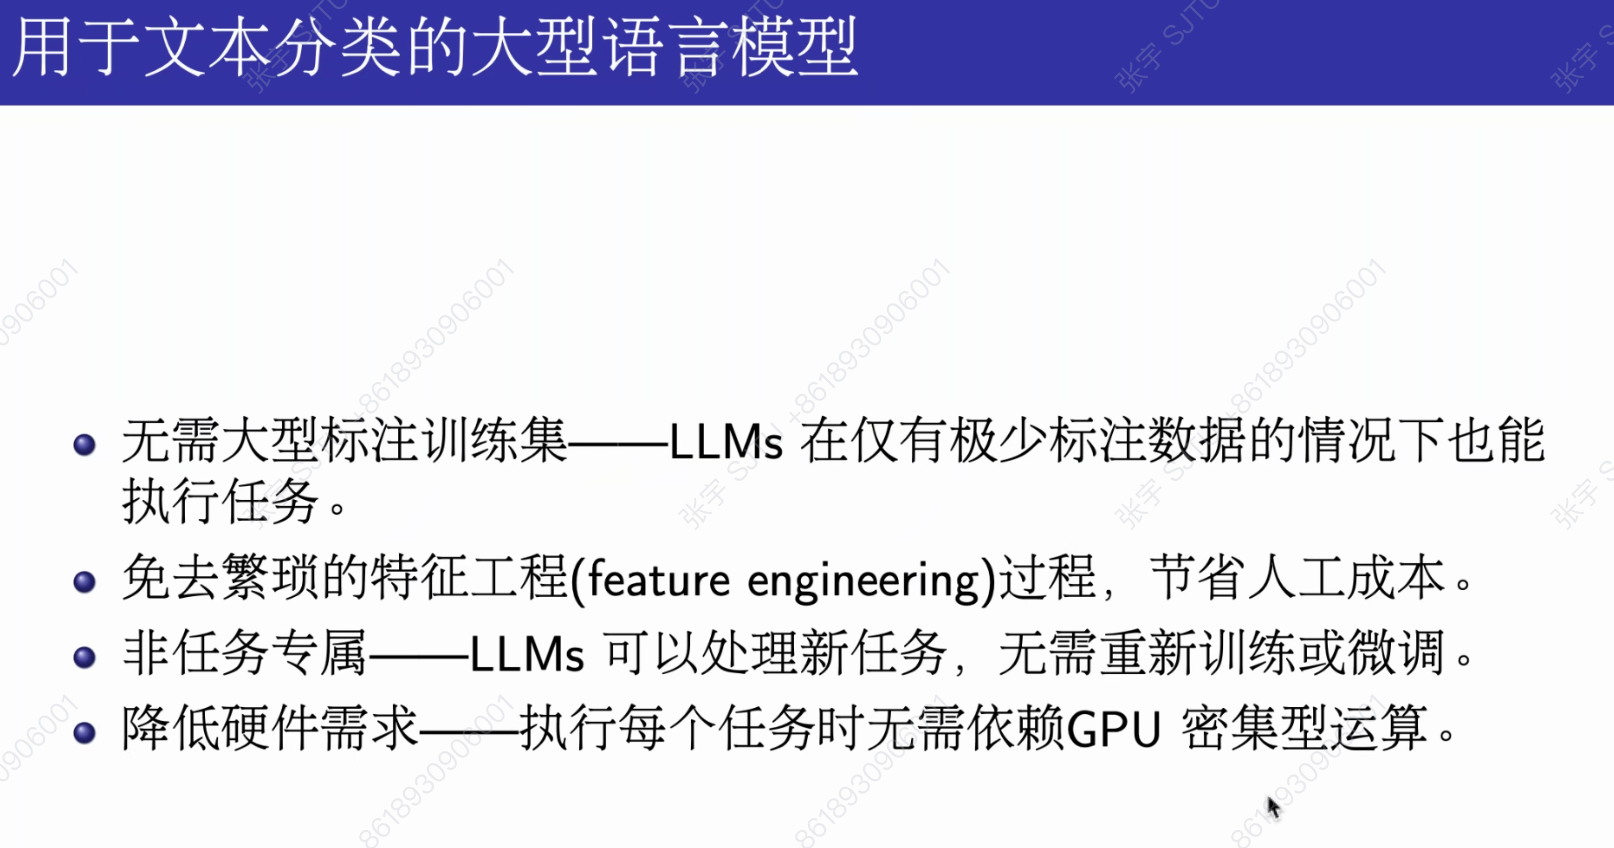 用于文本分类的大型语言模型
无需大型标注训练集——LLMs 在仅有极少标注数据的情况下也能
执行任务。
免去繁琐的特征工程(feature engineering)过程，节省人工成本。
非任务专属——LLMs 可以处理新任务，无需重新训练或微调。
降低硬件需求——执行每个任务时无需依赖GPU 密集型运算。
张宇 SJTU +8618930906001